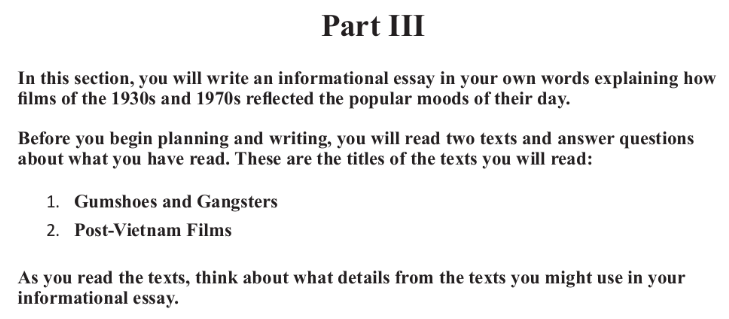 Part III
In this section, you will write an informational essay in your own words explaining how
films of the 1930s and 1970s reflected the popular moods of their day.
Before you begin planning and writing, you will read two texts and answer questions
about what you have read. These are the titles of the texts you will read:
1. Gumshoes and Gangsters
2. Post-Vietnam Films
As you read the texts, think about what details from the texts you might use in your
informational essay.